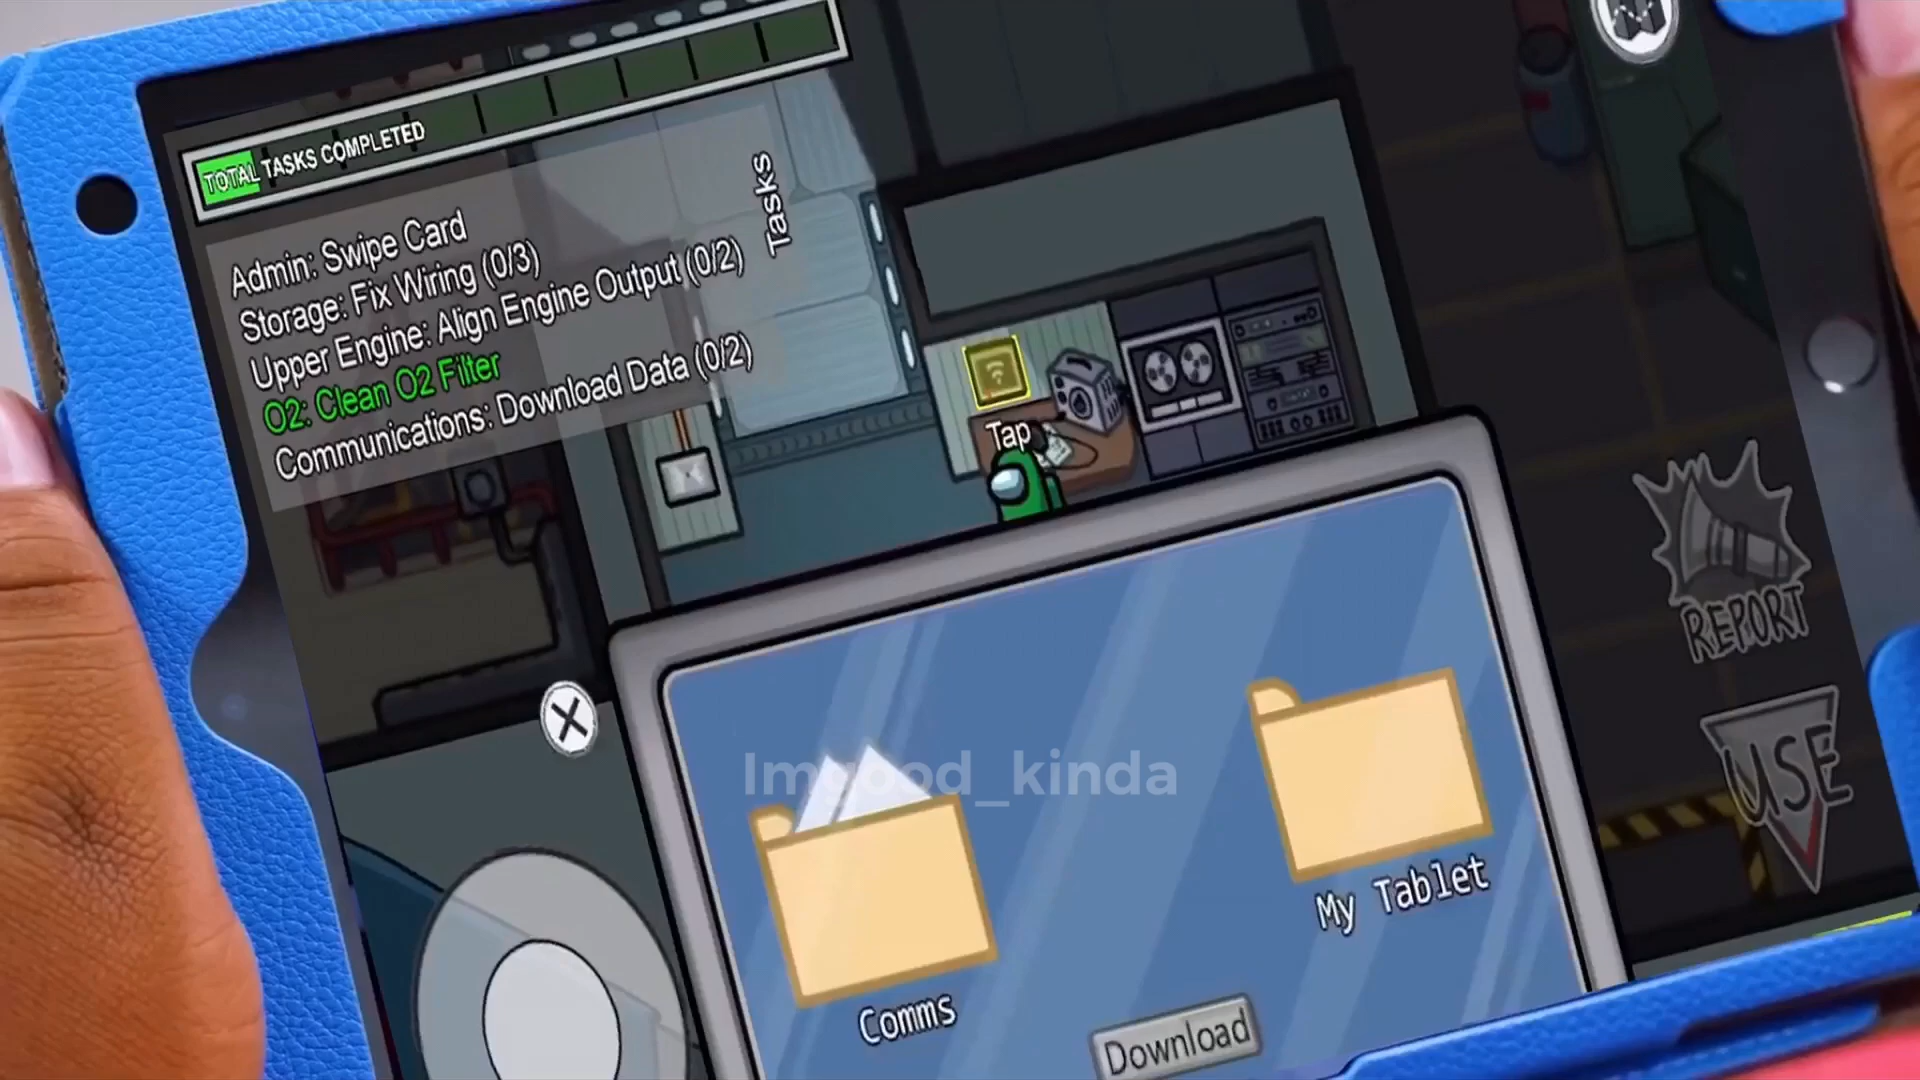 TOTAL TASKS COMPLETED
Admin: Swipe Card
Storage: Fix Wiring (0/3)
Upper Engine: Align Engine Output (0/2)
O2: Clean O2 Filter
Communications: Download Data (0/2)
Tasks
Tap
REPORT
USE
Imgood_kinda
My Tablet
Comms
Download